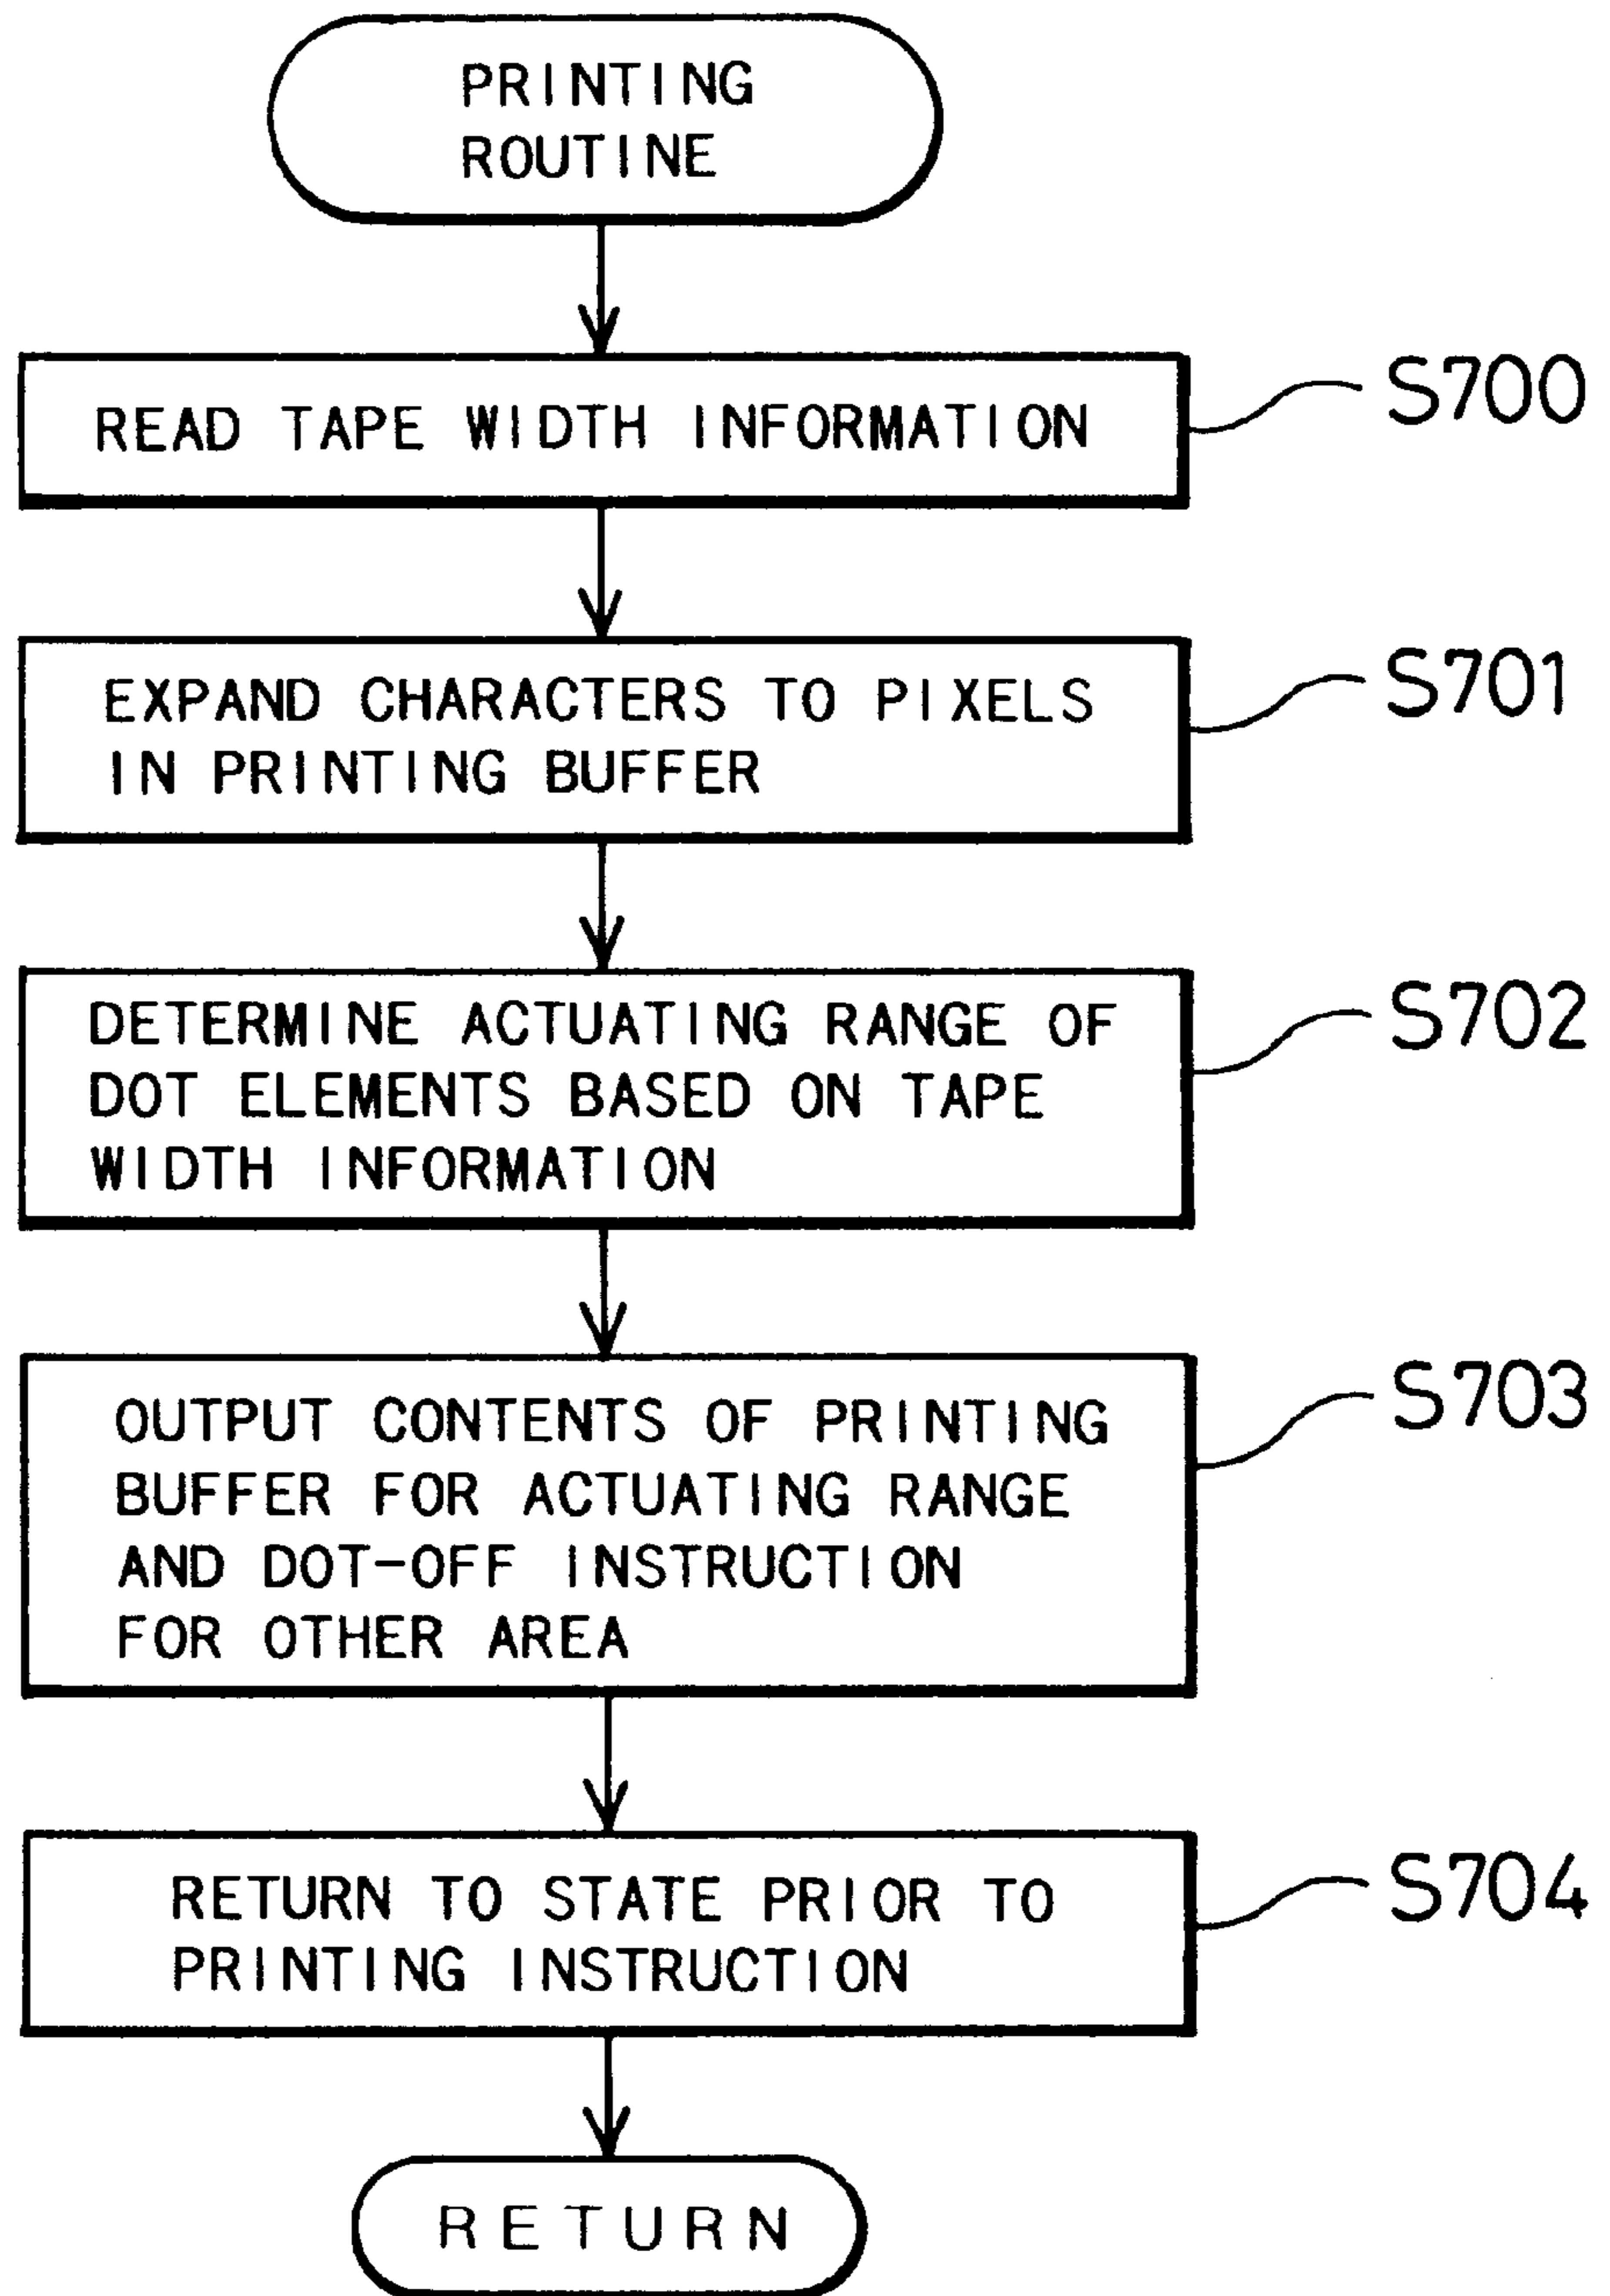 PRINTING
ROUTINE
READ TAPE WIDTH INFORMATION
S700
EXPAND CHARACTERS TO PIXELS
IN PRINTING BUFFER
S701
DETERMINE ACTUATING RANGE OF
DOT ELEMENTS BASED ON TAPE
WIDTH INFORMATION
S702
OUTPUT CONTENTS OF PRINTING
BUFFER FOR ACTUATING RANGE
AND DOT-OFF INSTRUCTION
FOR OTHER AREA
S703
RETURN TO STATE PRIOR TO
PRINTING INSTRUCTION
S704
RETURN